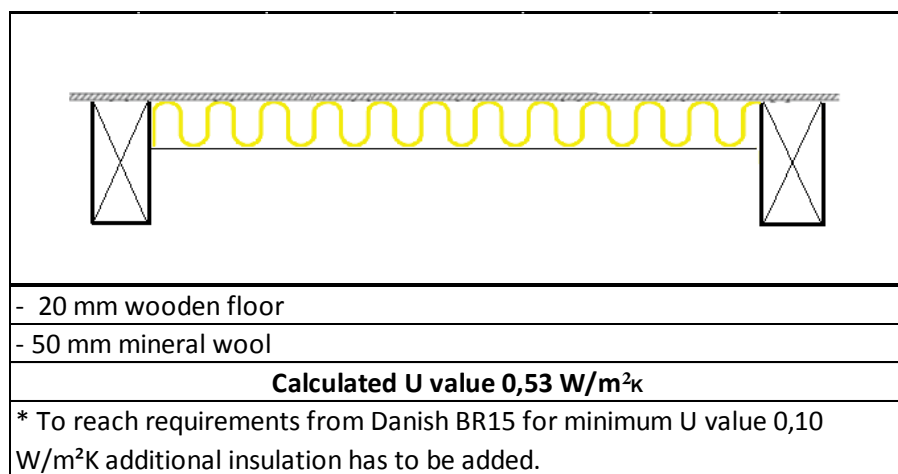 - 20 mm wooden floor
- 50 mm mineral wool
Calculated U value 0,53 W/m²K
* To reach requirements from Danish BR15 for minimum U value 0,10
W/m²K additional insulation has to be added.